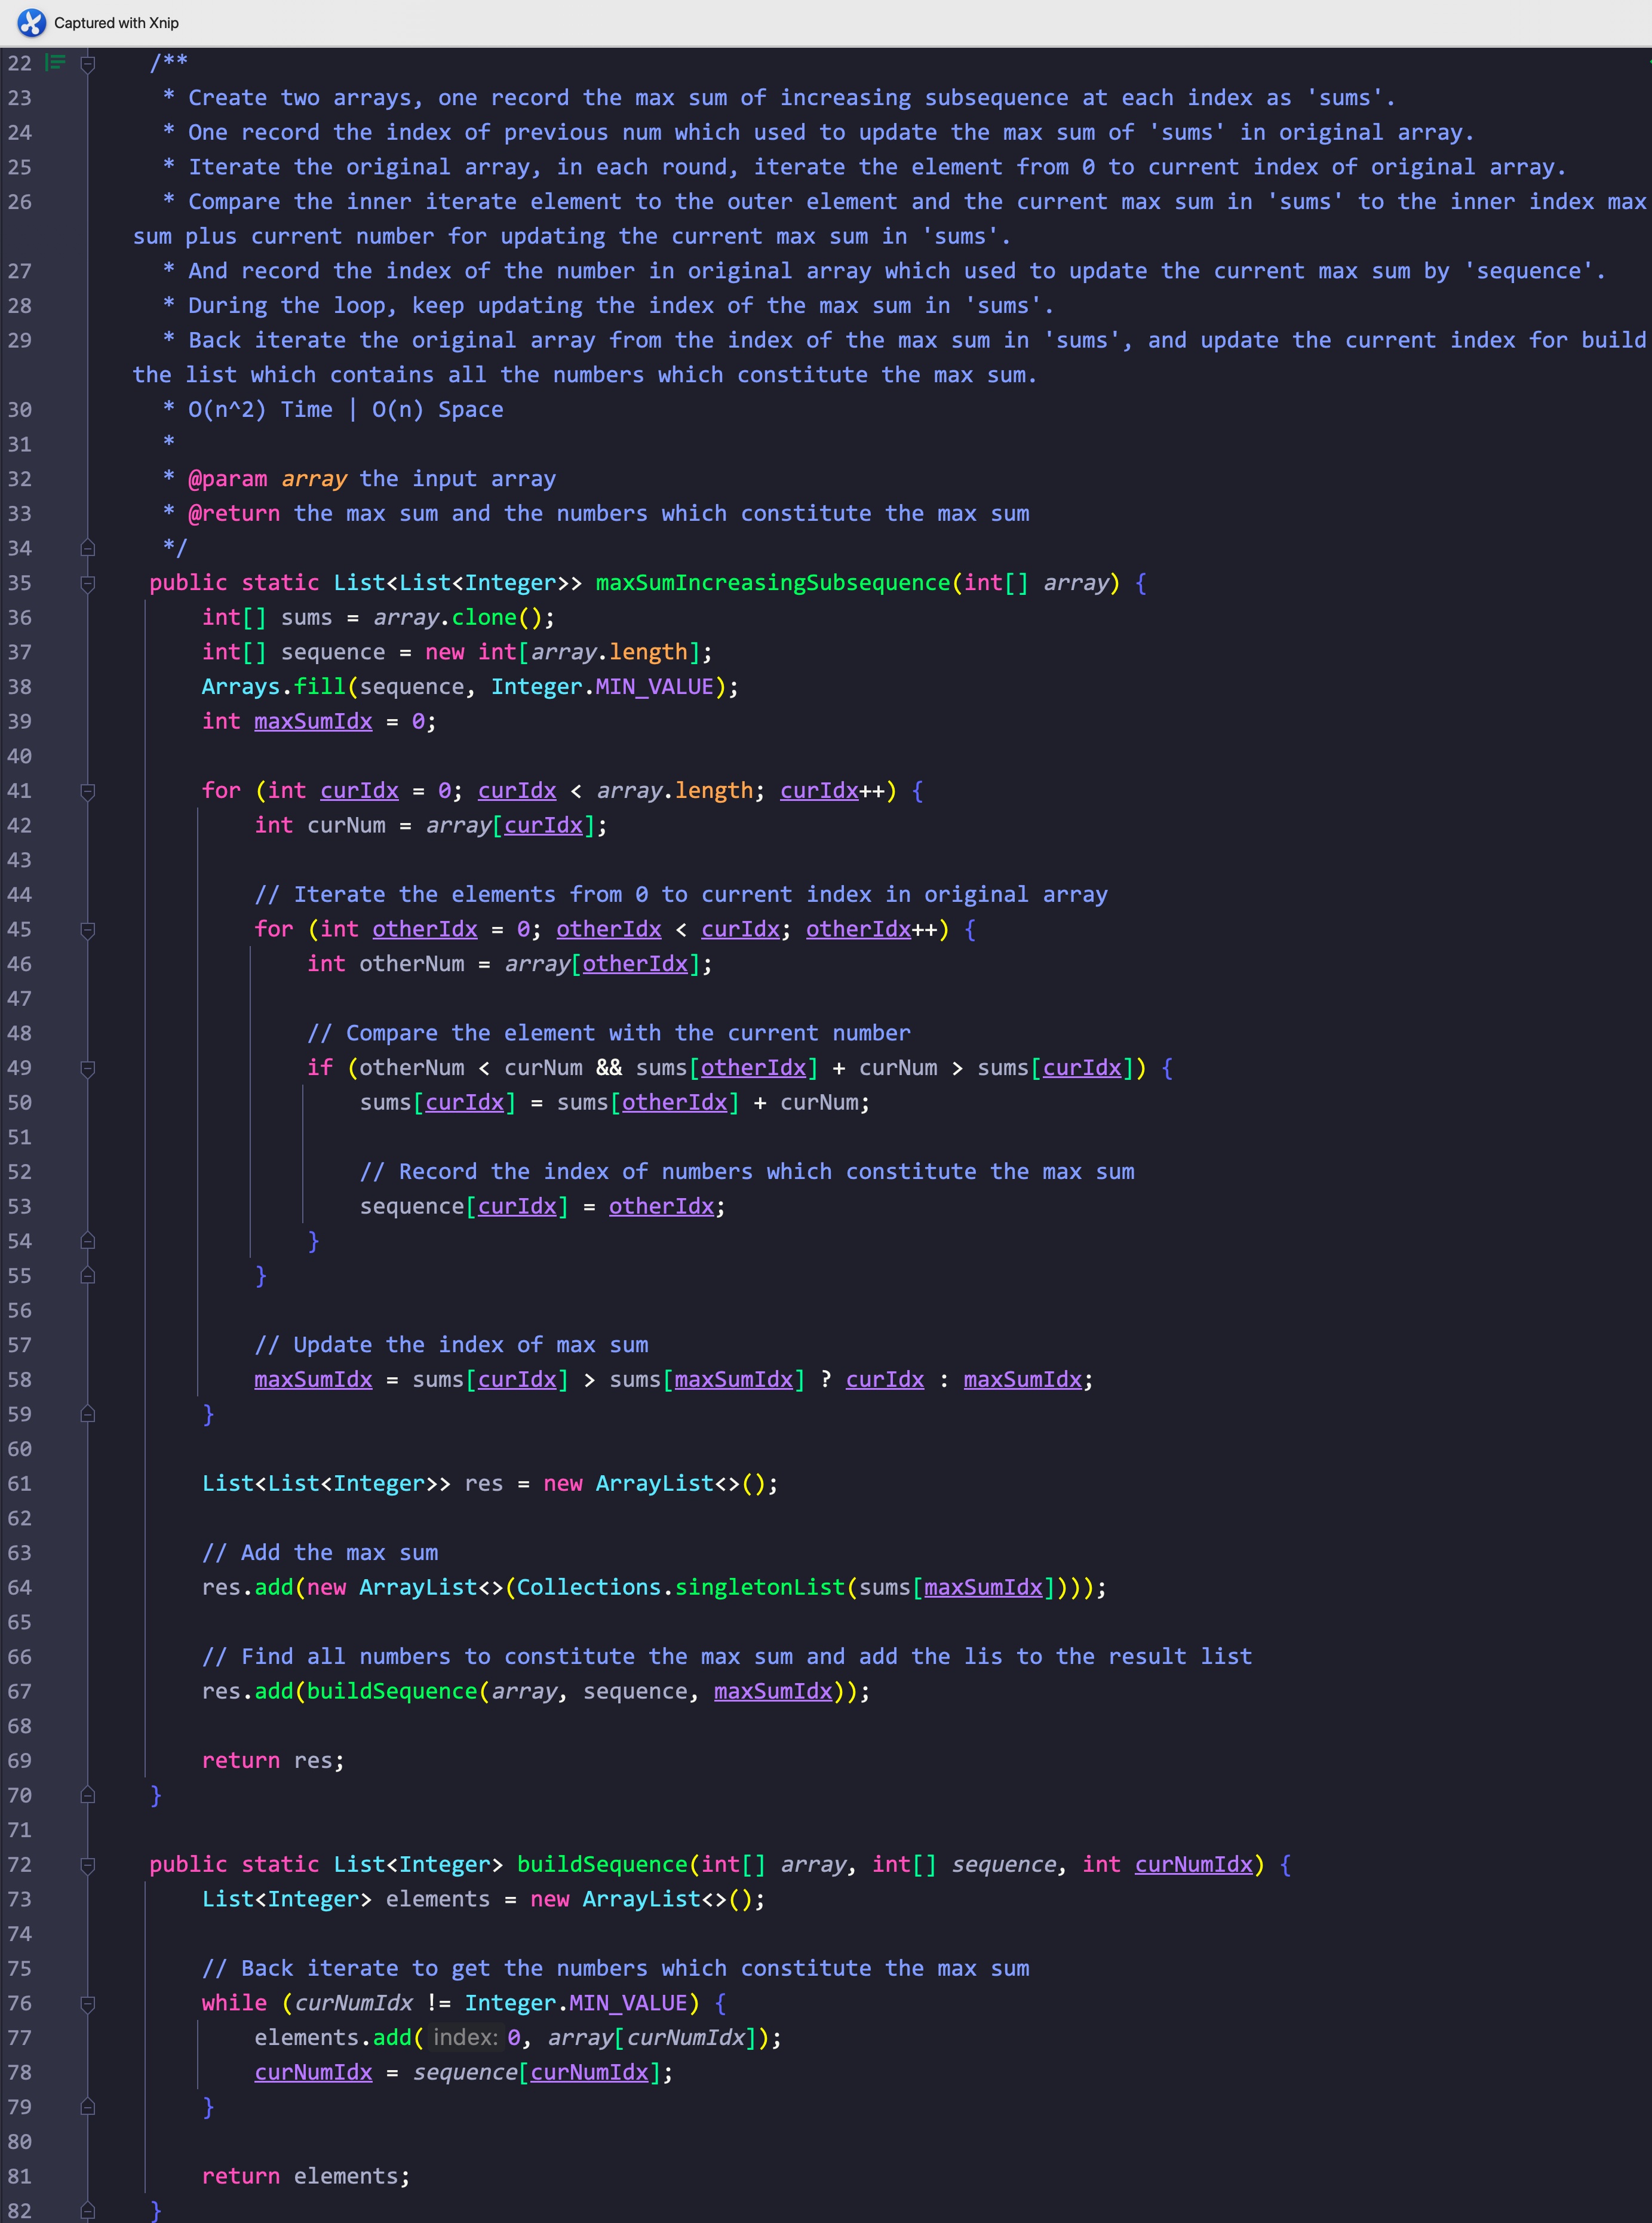 Captured with Xnip
22 /**
23 * Create two arrays, one record the max sum of increasing subsequence at each index as 'sums'.
24 * One record the index of previous num which used to update the max sum of 'sums' in original array.
25 * Iterate the original array, in each round, iterate the element from 0 to current index of original array.
26 * Compare the inner iterate element to the outer element and the current max sum in 'sums' to the inner index max
sum plus current number for updating the current max sum in 'sums'.
27 * And record the index of the number in original array which used to update the current max sum by 'sequence'.
28 * During the loop, keep updating the index of the max sum in 'sums'.
29 * Back iterate the original array from the index of the max sum in 'sums', and update the current index for build
the list which contains all the numbers which constitute the max sum.
30 * O(n^2) Time | O(n) Space
31 *
32 * @param array the input array
33 * @return the max sum and the numbers which constitute the max sum
34 */
35 public static List<List<Integer>> maxSumIncreasingSubsequence(int[] array) {
36 int[] sums = array.clone();
37 int[] sequence = new int[array.length];
38 Arrays.fill(sequence, Integer.MIN_VALUE);
39 int maxSumIdx = 0;
40
41 for (int curIdx = 0; curIdx < array.length; curIdx++) {
42 int curNum = array[curIdx];
43
44 // Iterate the elements from 0 to current index in original array
45 for (int otherIdx = 0; otherIdx < curIdx; otherIdx++) {
46 int otherNum = array[otherIdx];
47
48 // Compare the element with the current number
49 if (otherNum < curNum && sums[otherIdx] + curNum > sums[curIdx]) {
50 sums[curIdx] = sums[otherIdx] + curNum;
51
52 // Record the index of numbers which constitute the max sum
53 sequence[curIdx] = otherIdx;
54 }
55 }
56
57 // Update the index of max sum
58 maxSumIdx = sums[curIdx] > sums[maxSumIdx] ? curIdx : maxSumIdx;
59 }
60
61 List<List<Integer>> res = new ArrayList<>();
62
63 // Add the max sum
64 res.add(new ArrayList<>(Collections.singletonList(sums[maxSumIdx])));
65
66 // Find all numbers to constitute the max sum and add the lis to the result list
67 res.add(buildSequence(array, sequence, maxSumIdx));
68
69 return res;
70 }
71
72 public static List<Integer> buildSequence(int[] array, int[] sequence, int curNumIdx) {
73 List<Integer> elements = new ArrayList<>();
74
75 // Back iterate to get the numbers which constitute the max sum
76 while (curNumIdx != Integer.MIN_VALUE) {
77 elements.add( index: 0, array[curNumIdx]);
78 curNumIdx = sequence[curNumIdx];
79 }
80
81 return elements;
82 }